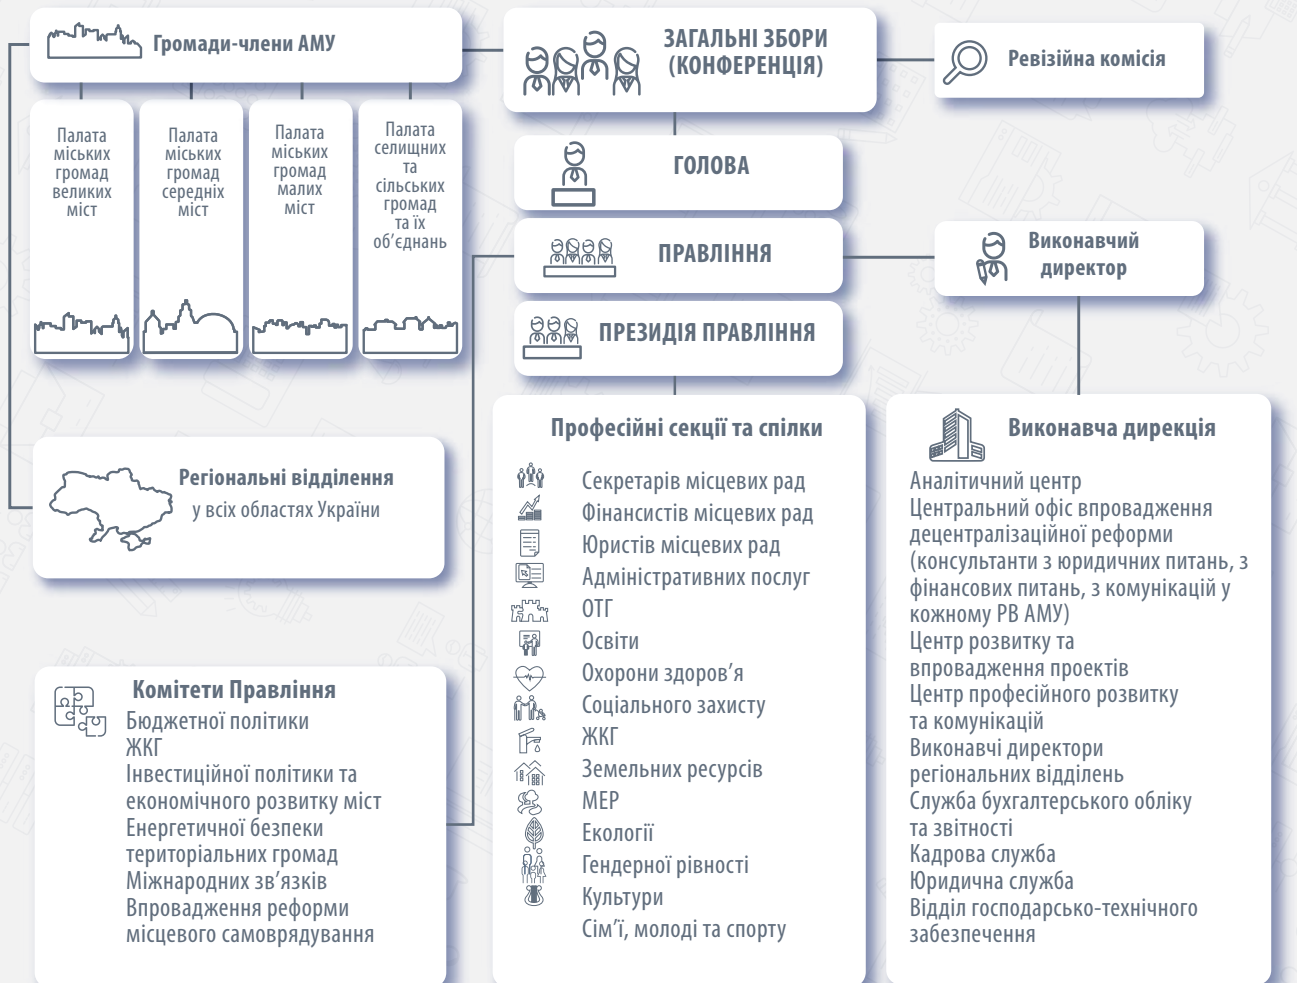 Громади-члени АМУ
ЗАГАЛЬНІ ЗБОРИ
(КОНФЕРЕНЦІЯ)
Ревізійна комісія
Палата
міських
громад
великих
міст
Палата
міських
громад
середніх
міст
Палата
міських
громад
малих
міст
Палата
селищних
та
сільських
громад
та їх
об’єднань
ГОЛОВА
ПРАВЛІННЯ
Виконавчий
директор
ПРЕЗИДІЯ ПРАВЛІННЯ
Регіональні відділення
у всіх областях України
Комітети Правління
Бюджетної політики
ЖКГ
Інвестиційної політики та
економічного розвитку міст
Енергетичної безпеки
територіальних громад
Міжнародних зв’язків
Впровадження реформи
місцевого самоврядування
Професійні секції та спілки
Секретарів місцевих рад
Фінансистів місцевих рад
Юристів місцевих рад
Адміністративних послуг
ОТГ
Освіти
Охорони здоров’я
Соціального захисту
ЖКГ
Земельних ресурсів
МЕР
Екології
Гендерної рівності
Культури
Сім’ї, молоді та спорту
Виконавча дирекція
Аналітичний центр
Центральний офіс впровадження
децентралізаційної реформи
(консультанти з юридичних питань, з
фінансових питань, з комунікацій у
кожному РВ АМУ)
Центр розвитку та
впровадження проектів
Центр професійного розвитку
та комунікацій
Виконавчі директори
регіональних відділень
Служба бухгалтерського обліку
та звітності
Кадрова служба
Юридична служба
Відділ господарсько-технічного
забезпечення